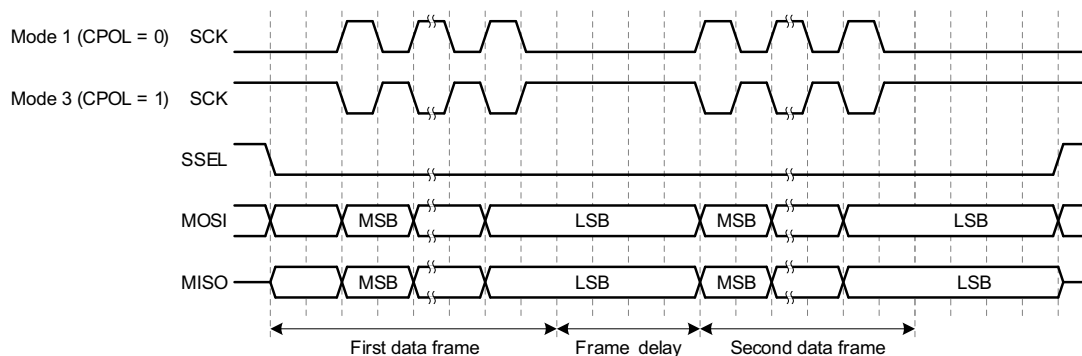 Mode 1 (CPOL = 0) SCK
Mode 3 (CPOL = 1) SCK
SSEL
MOSI MSB LSB MSB LSB
MISO MSB LSB MSB LSB
First data frame Frame delay Second data frame